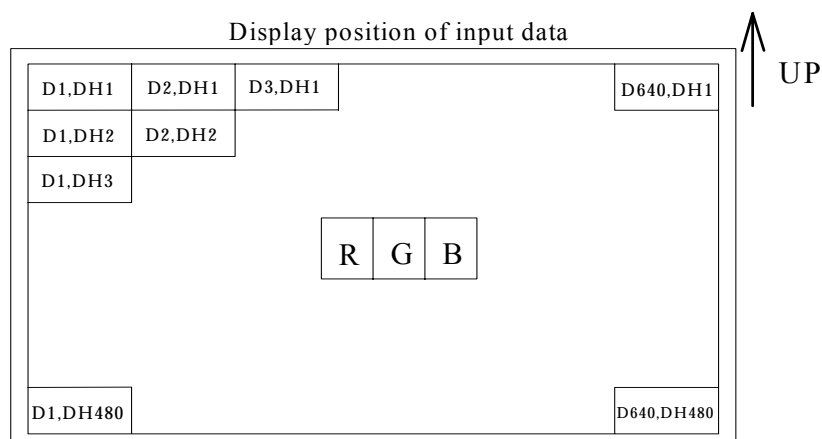 Display position of input data
UP
D1,DH1 D2,DH1 D3,DH1 D640,DH1
D1,DH2 D2,DH2
D1,DH3
R G B
D1,DH480 D640,DH480